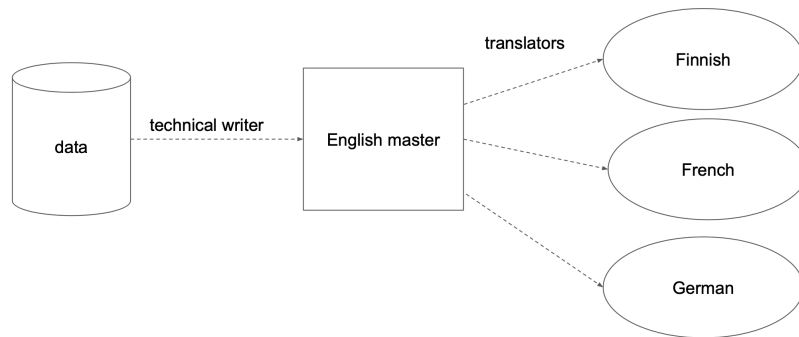 data
technical writer
English master
translators
Finnish
French
German